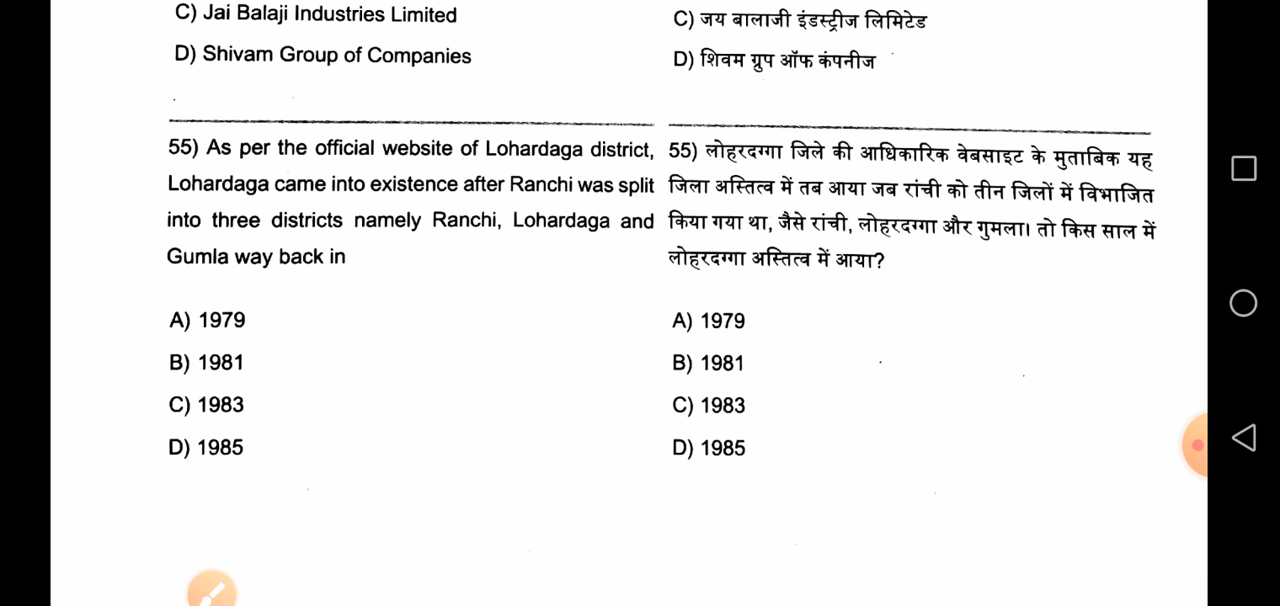 C) Jai Balaji Industries Limited
D) Shivam Group of Companies
C) जय बालाजी इंडस्ट्रीज लिमिटेड
D) शिवम ग्रुप ऑफ कंपनीज
55) As per the official website of Lohardaga district,
Lohardaga came into existence after Ranchi was split
into three districts namely Ranchi, Lohardaga and
Gumla way back in
A) 1979
B) 1981
C) 1983
D) 1985
55) लोहरदग्गा जिले की आधिकारिक वेबसाइट के मुताबिक यह
जिला अस्तित्व में तब आया जब रांची को तीन जिलों में विभाजित
किया गया था, जैसे रांची, लोहरदग्गा और गुमला। तो किस साल में
लोहरदग्गा अस्तित्व में आया?
A) 1979
B) 1981
C) 1983
D) 1985